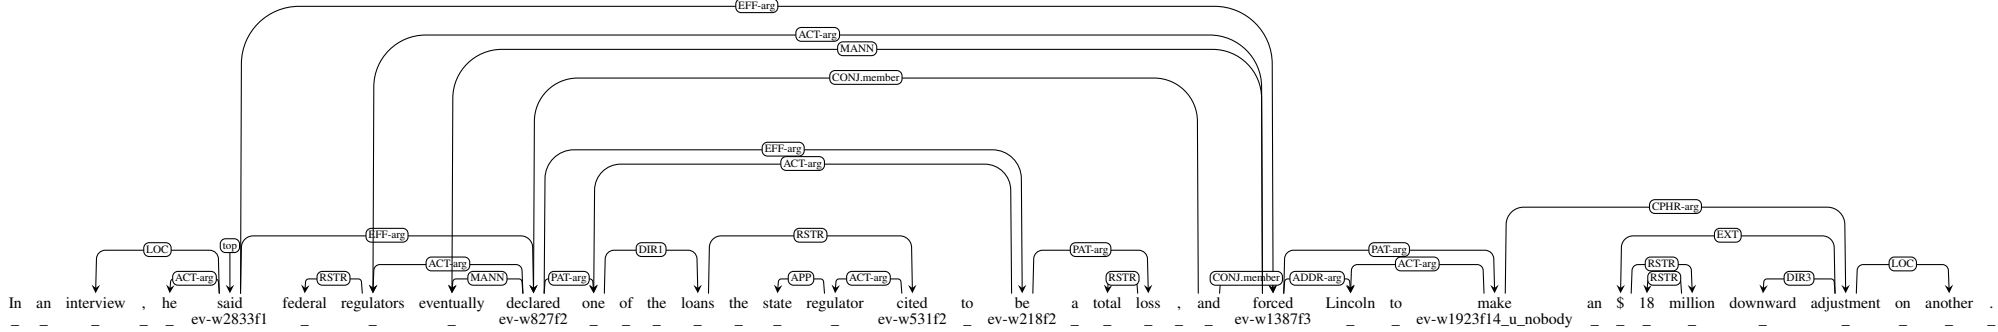 EFF-arg
ACT-arg
MANN
CONJ.member
EFF-arg
ACT-arg
CPHR-arg
top EFF-arg RSTR EXT
LOC DIR1 PAT-arg PAT-arg LOC
ACT-arg ACT-arg RSTR
ACT-arg RSTR MANN PAT-arg APP ACT-arg RSTR CONJ.member ADDR-arg RSTR DIR3
In an interview , he said federal regulators eventually declared one of the loans the state regulator cited to be a total loss , and forced Lincoln to make an $ 18 million downward adjustment on another .
_ _ _ _ _ ev-w2833f1 _ _ _ ev-w827f2 _ _ _ _ _ _ _ ev-w531f2 _ ev-w218f2 _ _ _ _ _ ev-w1387f3 _ _ ev-w1923f14_u_nobody _ _ _ _ _ _ _ _ _